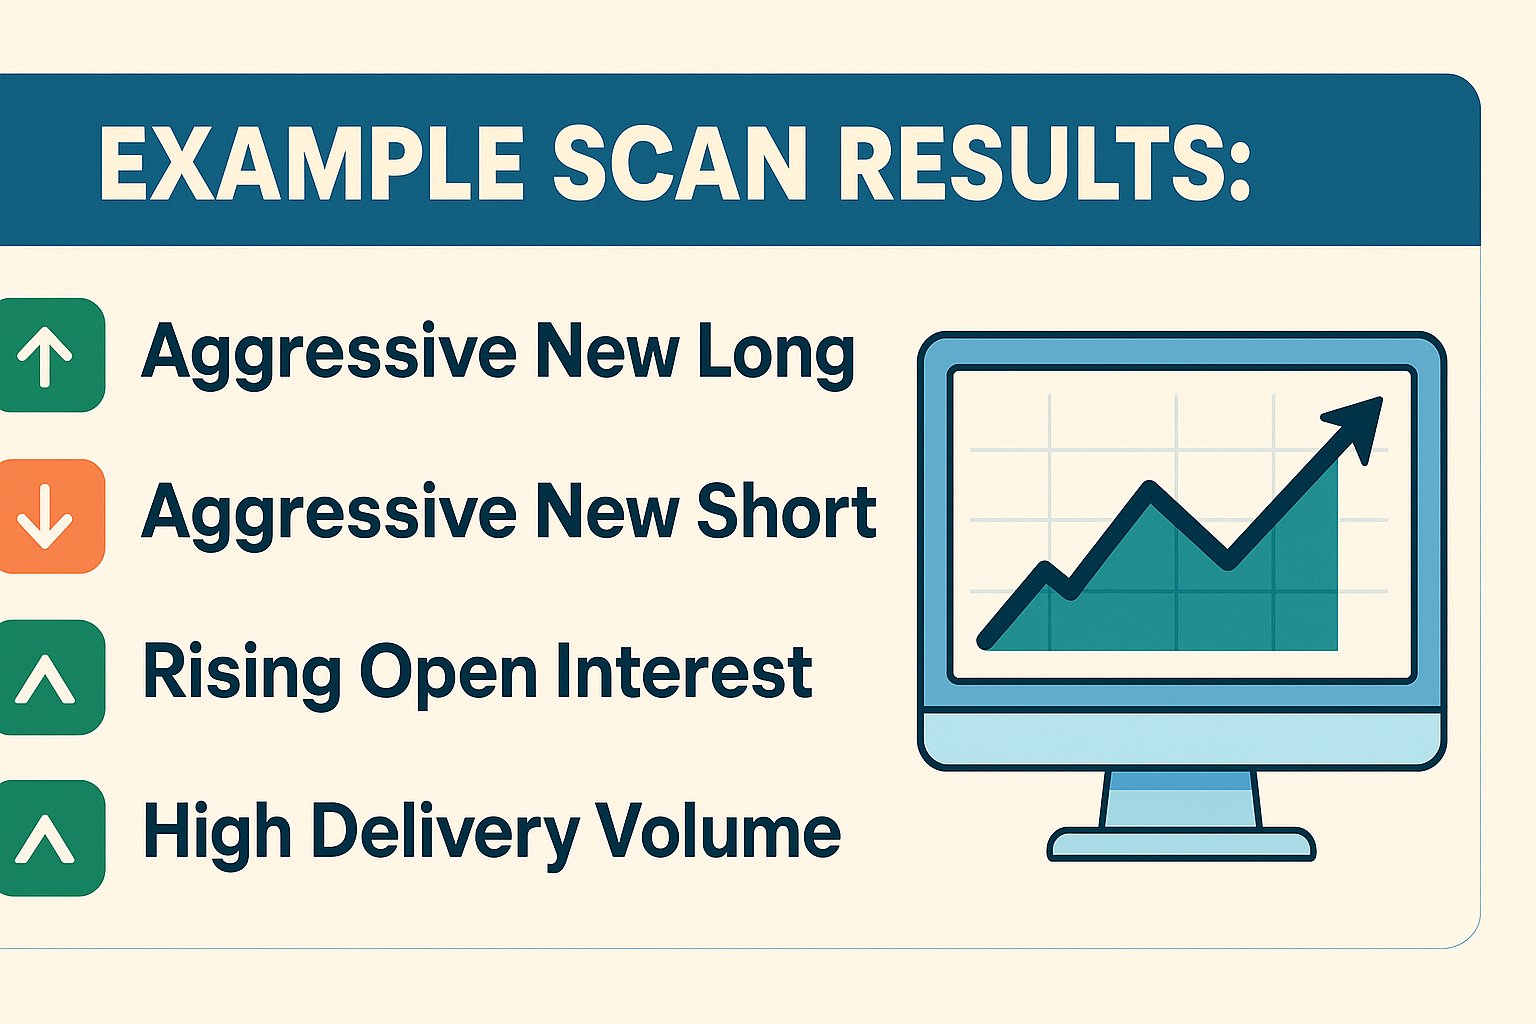 EXAMPLE SCAN RESULTS:
Aggressive New Long
Aggressive New Short
Rising Open Interest
High Delivery Volume